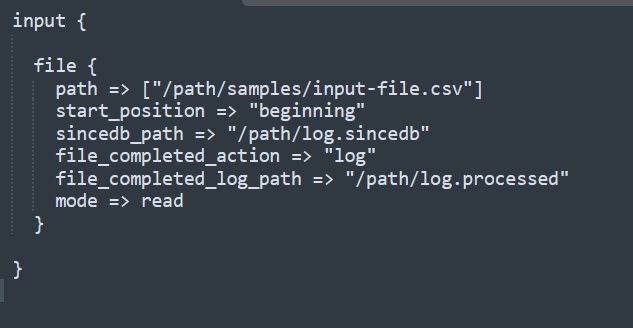 input {
file {
path => ["/path/samples/input-file.csv"]
start_position => "beginning"
sincedb_path => "/path/log.sincedb"
file_completed_action => "log"
file_completed_log_path => "/path/log.processed"
mode => read
}
}